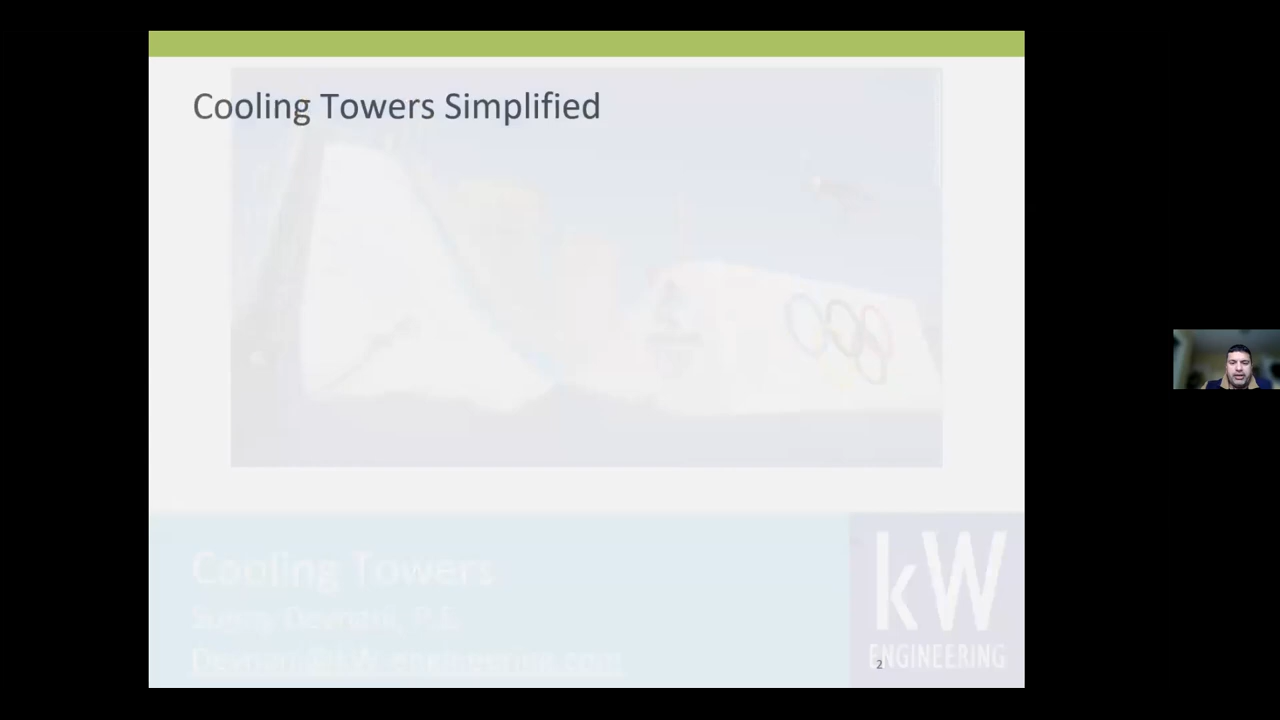 Cooling Towers Simplified
Cooling Towers
P.E.
kW
ENGINEERING
2